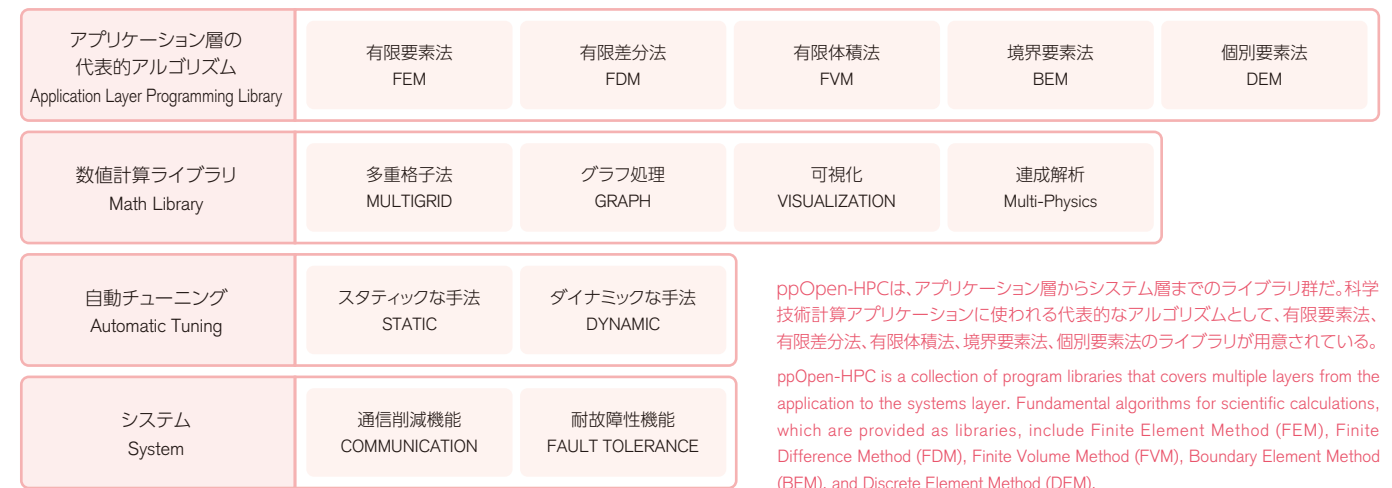 アプリケーション層の
代表的アルゴリズム
Application Layer Programming Library
有限要素法
FEM
有限差分法
FDM
有限体積法
FVM
境界要素法
BEM
個別要素法
DEM
数値計算ライブラリ
Math Library
多重格子法
MULTIGRID
グラフ処理
GRAPH
可視化
VISUALIZATION
連成解析
Multi-Physics
自動チューニング
Automatic Tuning
スタティックな手法
STATIC
ダイナミックな手法
DYNAMIC
システム
System
通信削減機能
COMMUNICATION
耐故障性機能
FAULT TOLERANCE
ppOpen-HPCは、アプリケーション層からシステム層までのライブラリ群だ。科学
技術計算アプリケーションに使われる代表的なアルゴリズムとして、有限要素法、
有限差分法、有限体積法、境界要素法、個別要素法のライブラリが用意されている。
ppOpen-HPC is a collection of program libraries that covers multiple layers from the
application to the systems layer. Fundamental algorithms for scientific calculations,
which are provided as libraries, include Finite Element Method (FEM), Finite
Difference Method (FDM), Finite Volume Method (FVM), Boundary Element Method
(BEM), and Discrete Element Method (DEM).